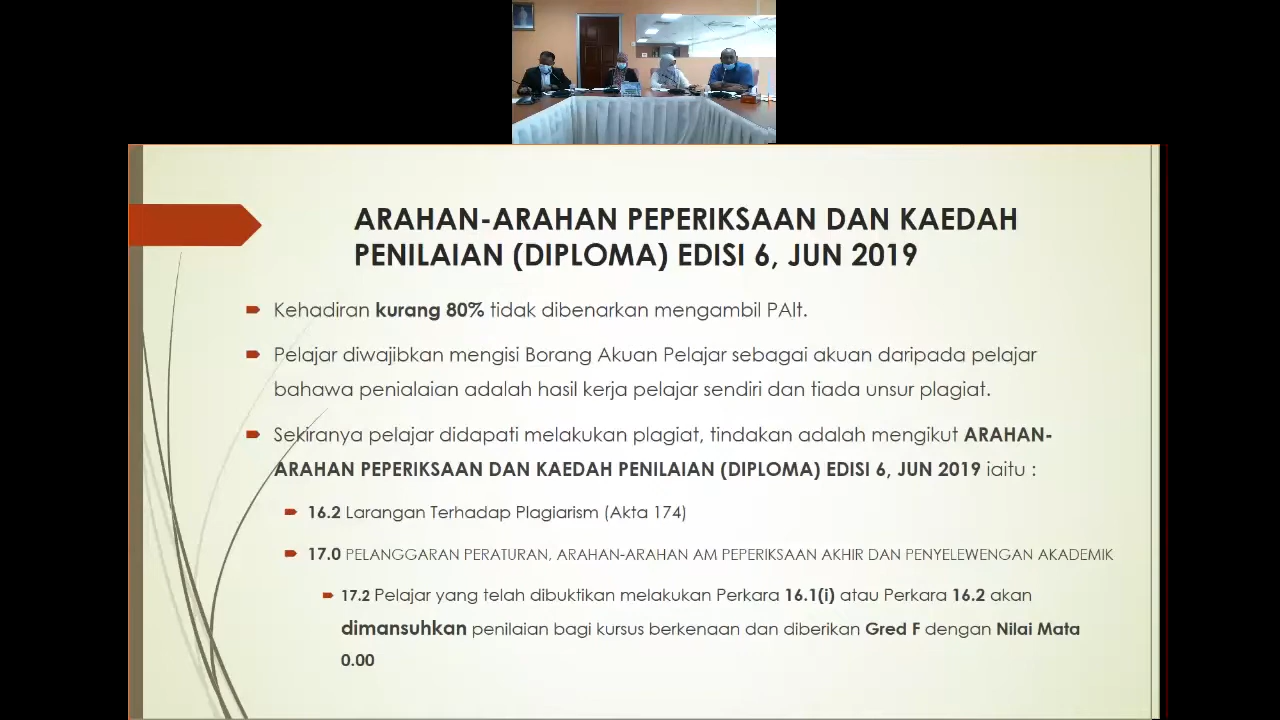 ARAHAN-ARAHAN PEPERIKSAAN DAN KAEDAH
PENILAIAN (DIPLOMA) EDISI 6, JUN 2019
Kehadiran kurang 80% tidak dibenarkan mengambil PAlt.
Pelajar diwajibkan mengisi Borang Akuan Pelajar sebagai akuan daripada pelajar
bahawa penialaian adalah hasil kerja pelajar sendiri dan tiada unsur plagiat.
Sekiranya pelajar didapati melakukan plagiat, tindakan adalah mengikut ARAHAN-
ARAHAN PEPERIKSAAN DAN KAEDAH PENILAIAN (DIPLOMA) EDISI 6, JUN 2019 iaitu :
16.2 Larangan Terhadap Plagiarism (Akta 174)
17.0 PELANGGARAN PERATURAN, ARAHAN-ARAHAN AM PEPERIKSAAN AKHIR DAN PENYELEWENGAN AKADEMIK
17.2 Pelajar yang telah dibuktikan melakukan Perkara 16.1(i) atau Perkara 16.2 akan
dimansuhkan penilaian bagi kursus berkenaan dan diberikan Gred F dengan Nilai Mata
0.00